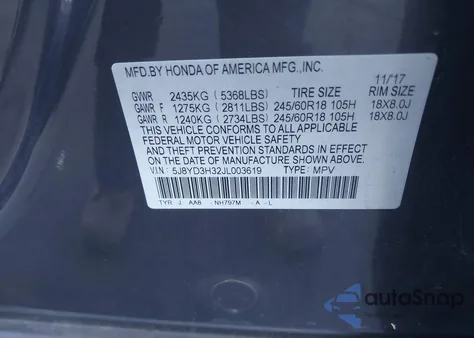 MFD.BY HONDA OF AMERICA MFG.,INC. 11/17
GVWR 2435KG (5368LBS) TIRE SIZE RIM SIZE
GAWR F 1275KG (2811LBS) 245/60R18 105H 18X8.0J
GAWR R 1240KG (2734LBS) 245/60R18 105H 18X8.0J
THIS VEHICLE CONFORMS TO ALL APPLICABLE
FEDERAL MOTOR VEHICLE SAFETY AND THEFT
PREVENTION STANDARDS IN EFFECT ON THE DATE
OF MANUFACTURE SHOWN ABOVE.
V.I.N: 5J8YD3H32JL003619 TYPE: MPV
TYR J AA8 NH797M -A -L
autoSnap